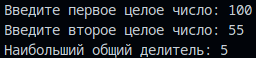 Введите первое целое число: 100
Введите второе целое число: 55
Наибольший общий делитель: 5